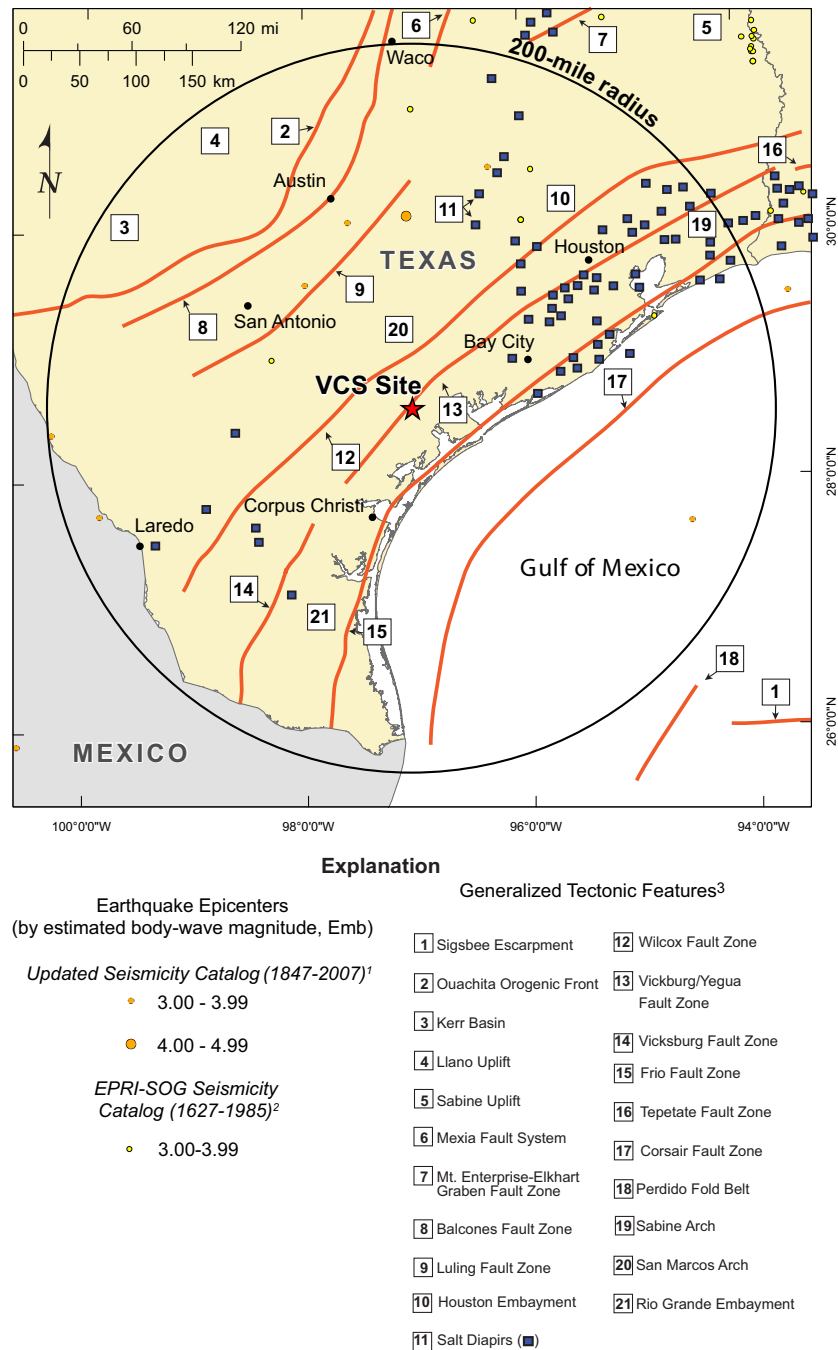 0 60 120 mi
0 50 100 150 km
N
200-mile radius
6
7
5
Waco
4
2
16
Austin
11
10
3
19
TEXAS
Houston
9
8
San Antonio
20
Bay City
VCS Site
13
17
12
Corpus Christi
Laredo
Gulf of Mexico
14
21
15
18
1
MEXICO
30°0'0"N
28°0'0"N
28°0'0"N
100°0'0"W 98°0'0"W 96°0'0"W 94°0'0"W
Explanation
Earthquake Epicenters
(by estimated body-wave magnitude, Emb)
Updated Seismicity Catalog (1847-2007)1
3.00 - 3.99
4.00 - 4.99
EPRI-SOG Seismicity
Catalog (1627-1985)2
3.00-3.99
Generalized Tectonic Features3
1 Sigsbee Escarpment
2 Ouachita Orogenic Front
3 Kerr Basin
4 Llano Uplift
5 Sabine Uplift
6 Mexia Fault System
7 Mt. Enterprise-Elkhart
Graben Fault Zone
8 Balcones Fault Zone
9 Luling Fault Zone
10 Houston Embayment
11 Salt Diapirs ( )
12 Wilcox Fault Zone
13 Vickburg/Yegua
Fault Zone
14 Vicksburg Fault Zone
15 Frio Fault Zone
16 Tepetate Fault Zone
17 Corsair Fault Zone
18 Perdido Fold Belt
19 Sabine Arch
20 San Marcos Arch
21 Rio Grande Embayment